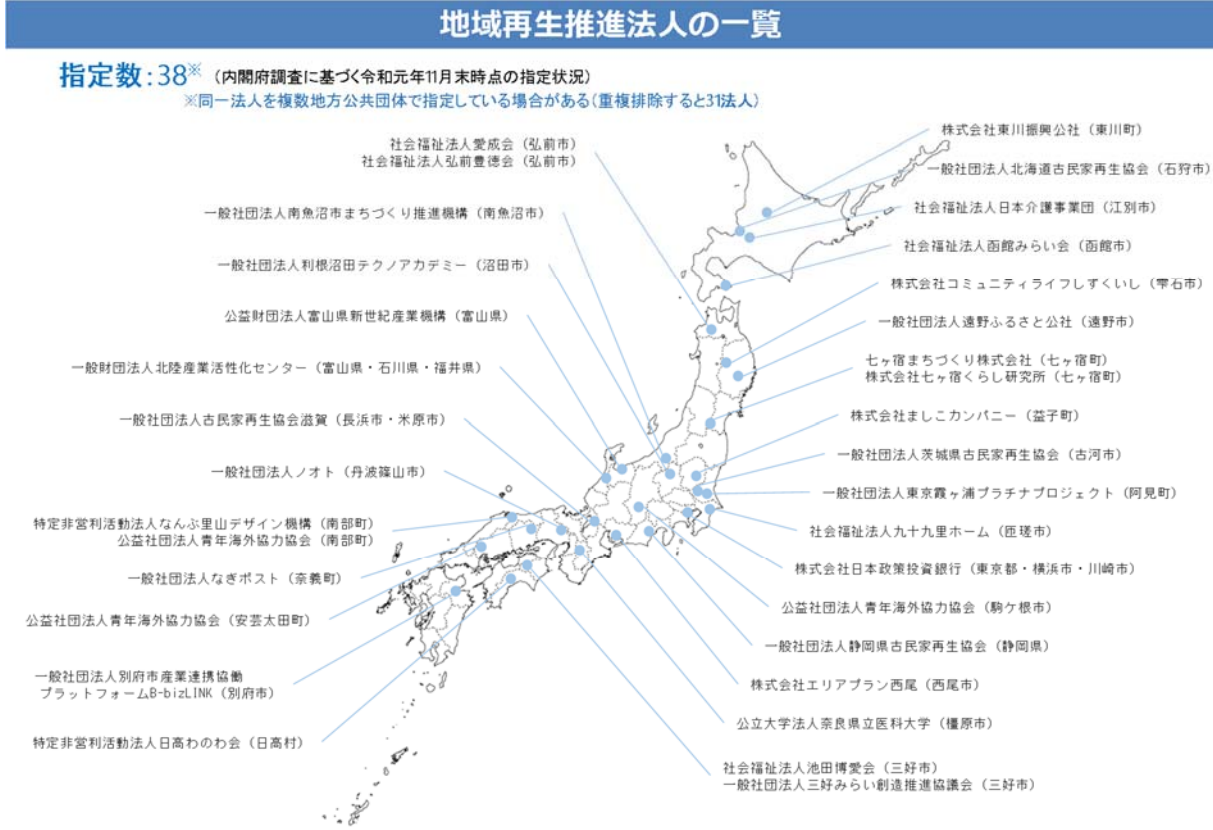 地域再生推進法人の一覧
指定数:38※ (内閣府調査に基づく令和元年11月末時点の指定状況)
※同一法人を複数地方公共団体で指定している場合がある(重複排除すると31法人)
社会福祉法人愛成会(弘前市)
社会福祉法人弘前豊徳会(弘前市)
一般社団法人南魚沼市まちづくり推進機構(南魚沼市)
一般社団法人利根沼田テクノアカデミー(沼田市)
公益財団法人富山県新世紀産業機構(富山県)
一般財団法人北陸産業活性化センター(富山県・石川県・福井県)
一般社団法人古民家再生協会滋賀(長浜市・米原市)
一般社団法人ノオト(丹波篠山市)
特定非営利活動法人なんぶ里山デザイン機構(南部町)
公益社団法人青年海外協力協会(南部町)
一般社団法人なぎポスト(奈義町)
公益社団法人青年海外協力協会(安芸太田町)
一般社団法人別府市産業連携協働
プラットフォームB-bizLINK(別府市)
特定非営利活動法人日高わのわ会(日高村)
株式会社東川振興公社(東川町)
一般社団法人北海道古民家再生協会(石狩市)
社会福祉法人日本介護事業団(江別市)
社会福祉法人函館みらい会(函館市)
株式会社コミュニティライフしずくいし(雫石市)
一般社団法人遠野ふるさと公社(遠野市)
七ヶ宿まちづくり株式会社(七ヶ宿町)
株式会社七ヶ宿くらし研究所(七ヶ宿町)
株式会社ましこカンパニー(益子町)
一般社団法人茨城県古民家再生協会(古河市)
一般社団法人東京霞ヶ浦プラチナプロジェクト(阿見町)
社会福祉法人九十九里ホーム(匝瑳市)
株式会社日本政策投資銀行(東京都・横浜市・川崎市)
公益社団法人青年海外協力協会(駒ケ根市)
一般社団法人静岡県古民家再生協会(静岡県)
株式会社エリアプラン西尾(西尾市)
公立大学法人奈良県立医科大学(橿原市)
社会福祉法人池田博愛会(三好市)
一般社団法人三好みらい創造推進協議会(三好市)